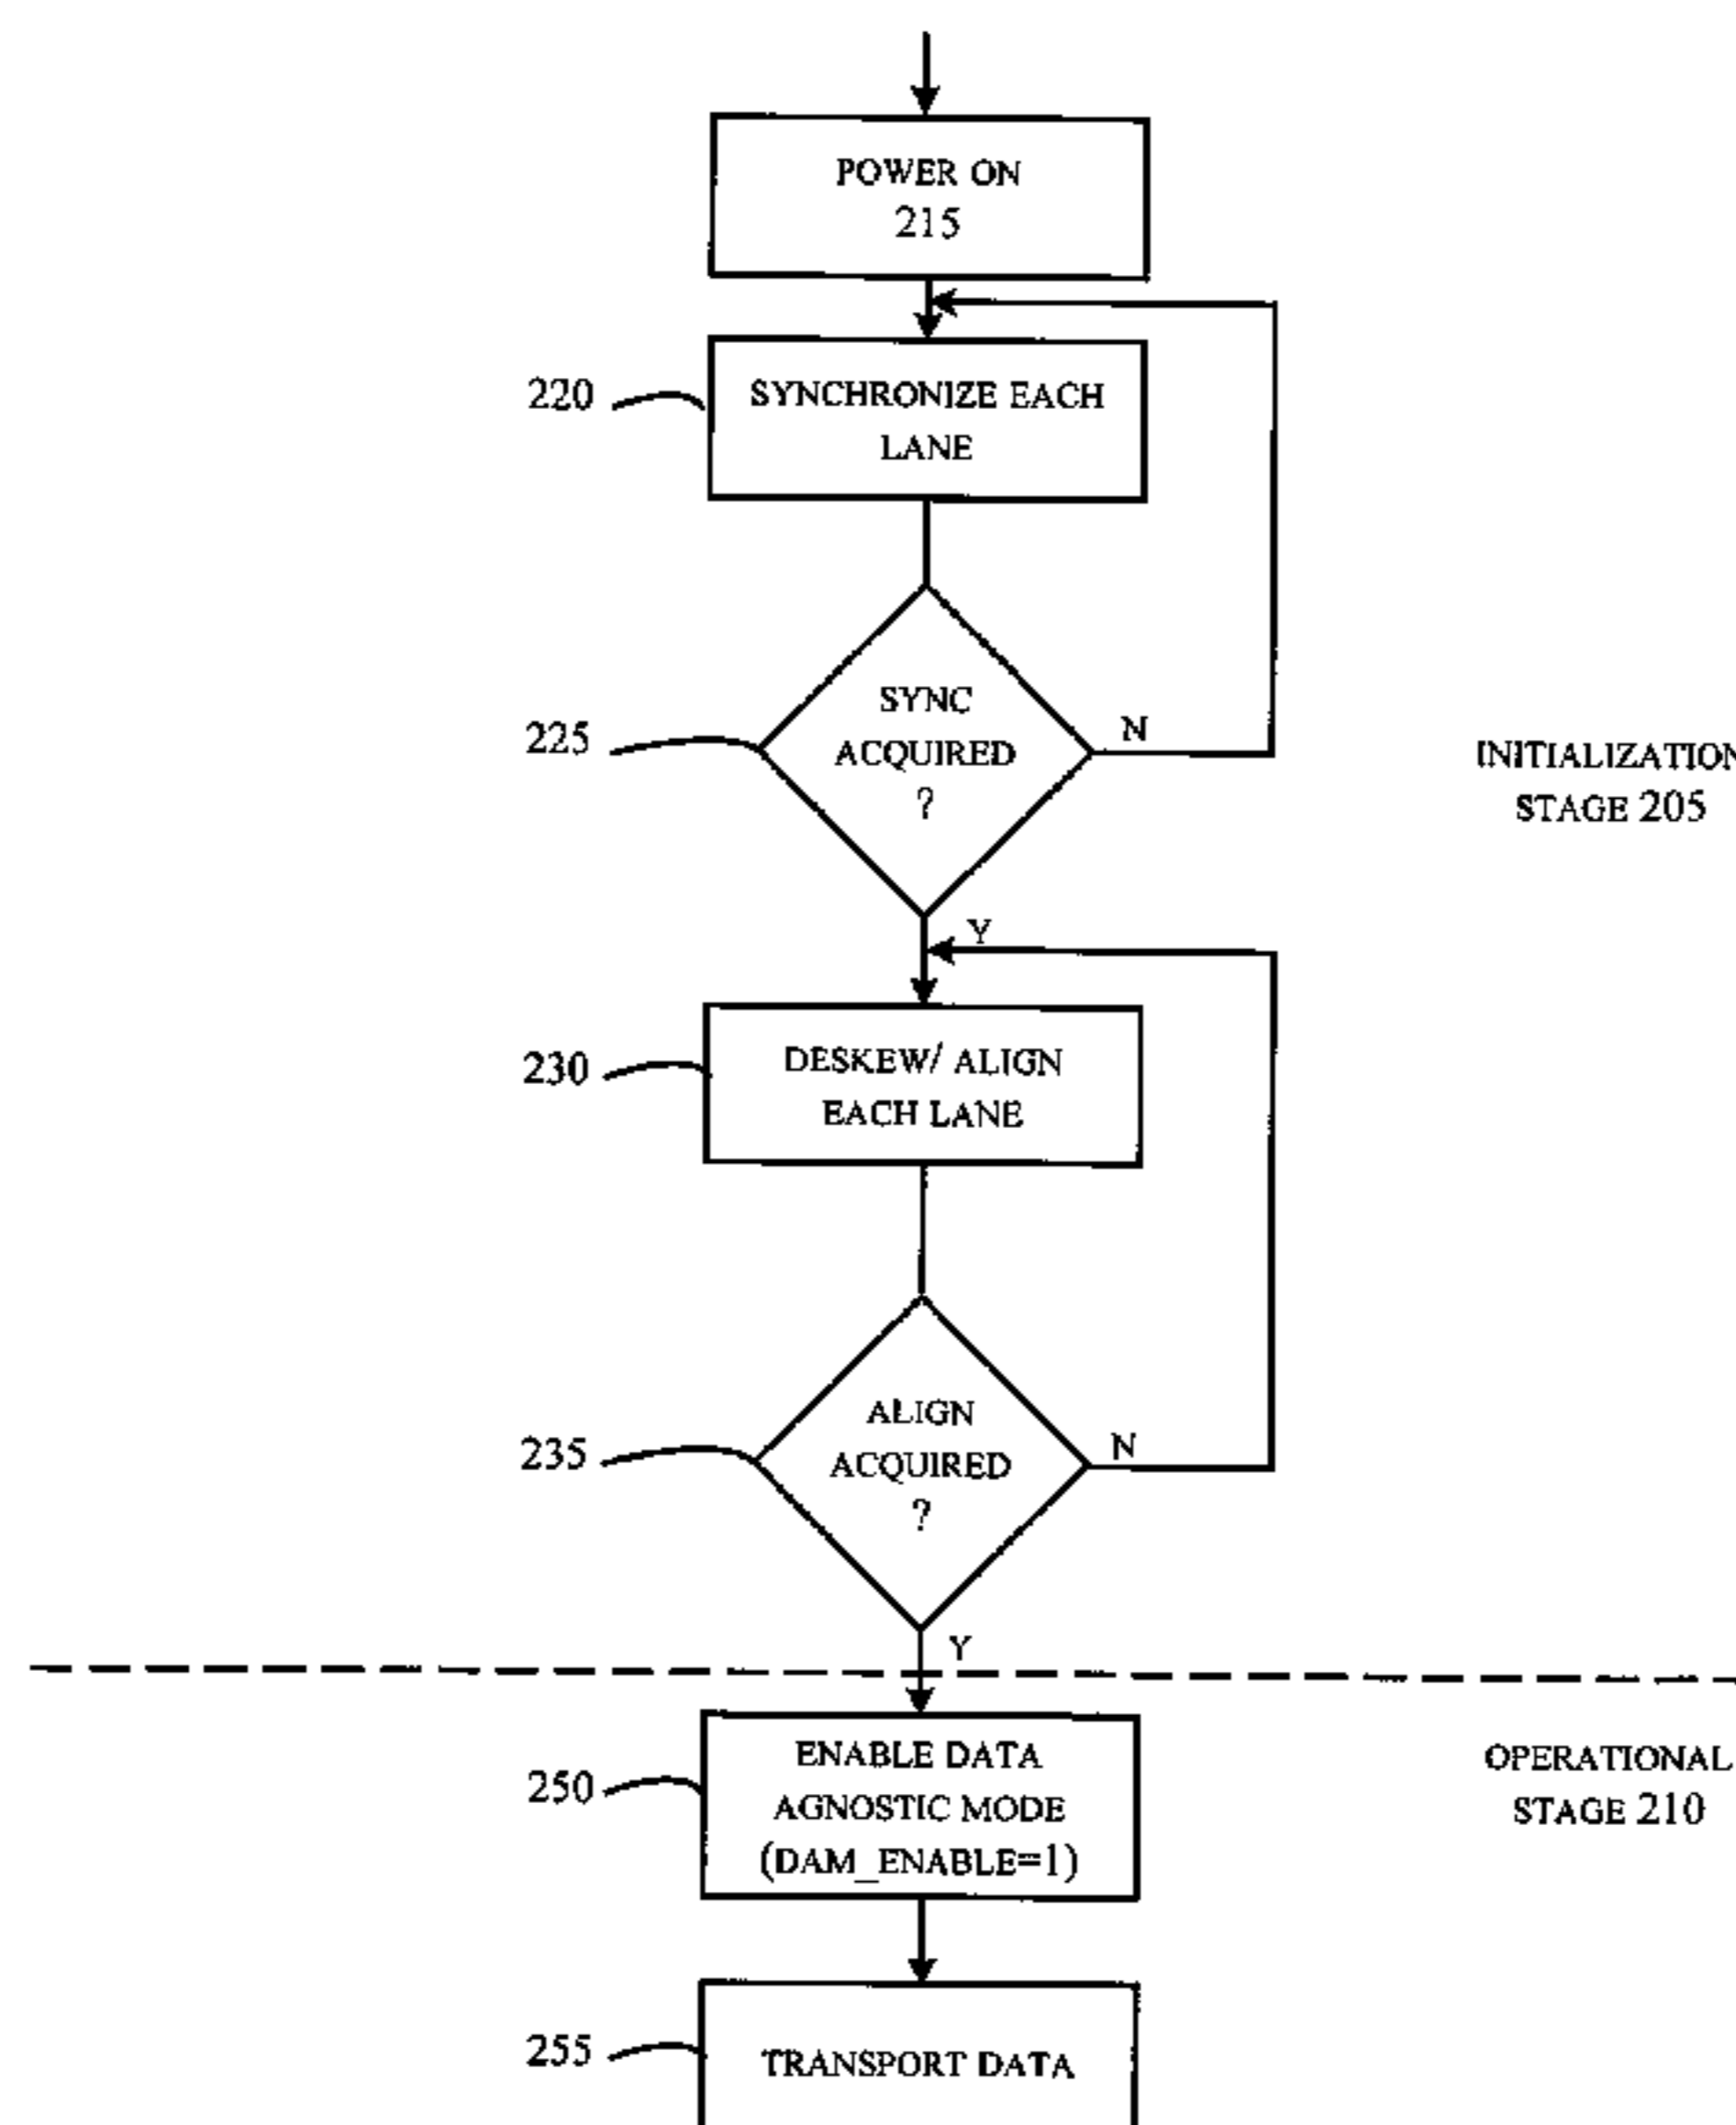 POWER ON
215
220
SYNCHRONIZE EACH
LANE
225
SYNC
ACQUIRED
?
N
INITIALIZATION
STAGE 205
Y
230
DESKEW/ ALIGN
EACH LANE
235
ALIGN
ACQUIRED
?
N
Y
250
ENABLE DATA
AGNOSTIC MODE
(DAM_ENABLE=1)
OPERATIONAL
STAGE 210
255
TRANSPORT DATA